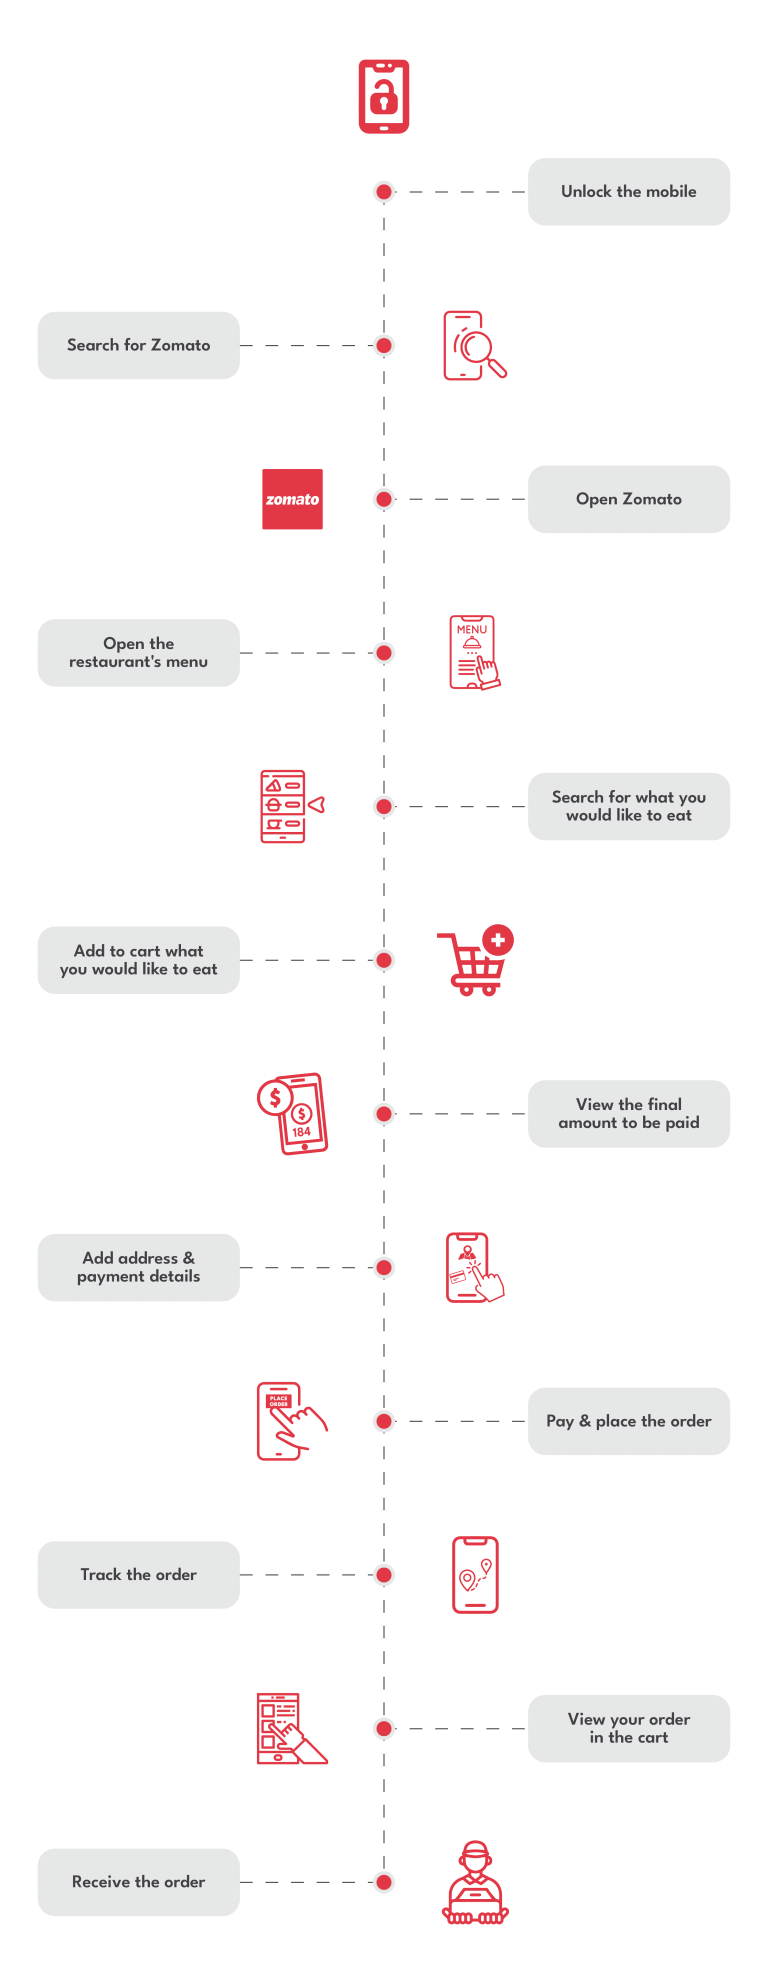 Unlock the mobile
Search for Zomato
zomato
Open Zomato
Open the
restaurant's menu
MENU
Search for what you
would like to eat
Add to cart what
you would like to eat
$
$
184
View the final
amount to be paid
Add address &
payment details
PLACE
ORDER
Pay & place the order
Track the order
View your order
in the cart
Receive the order